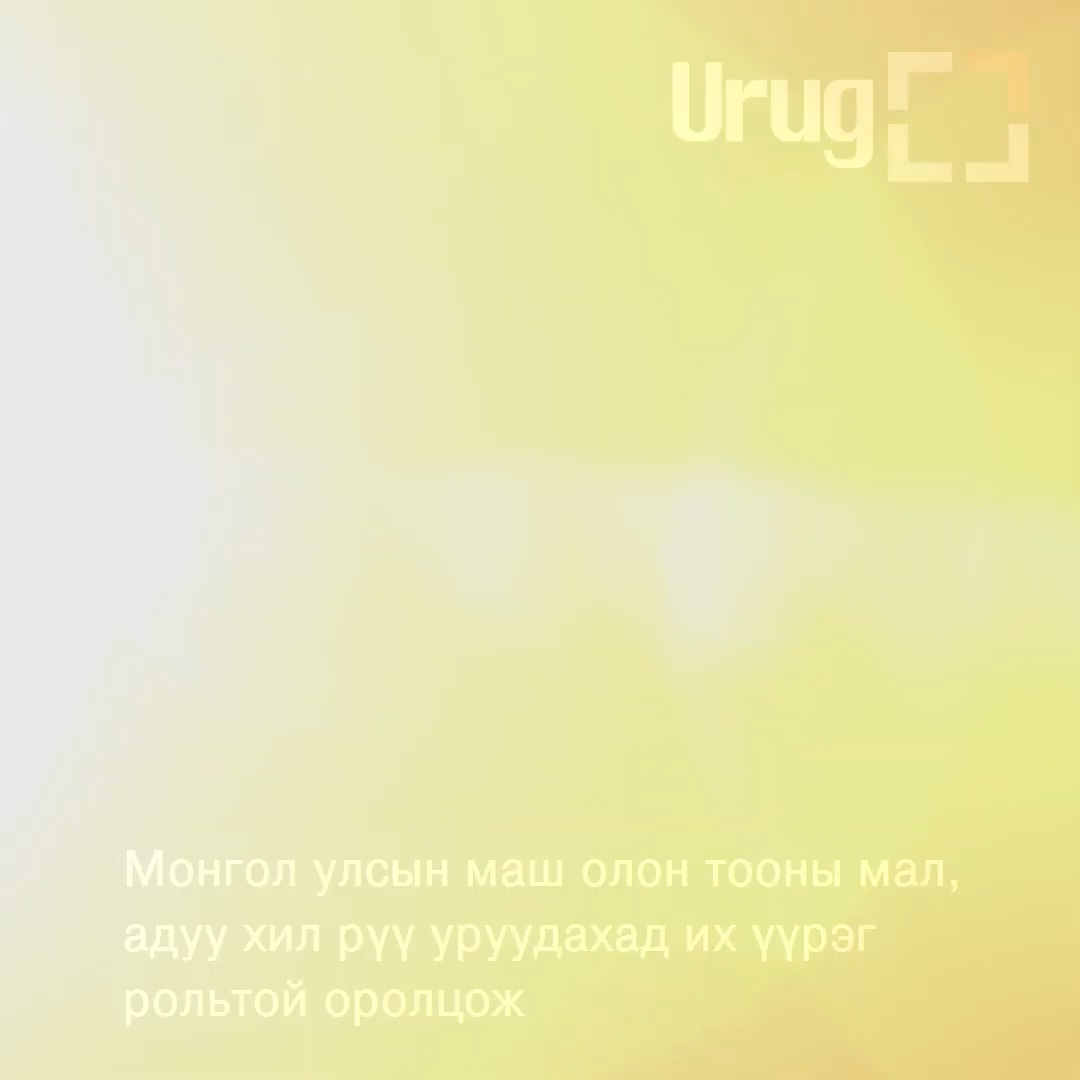 Urug
Монгол улсын маш олон тооны мал,
адуу хил рүү уруудахад их үүрэг
рольтой оролцож